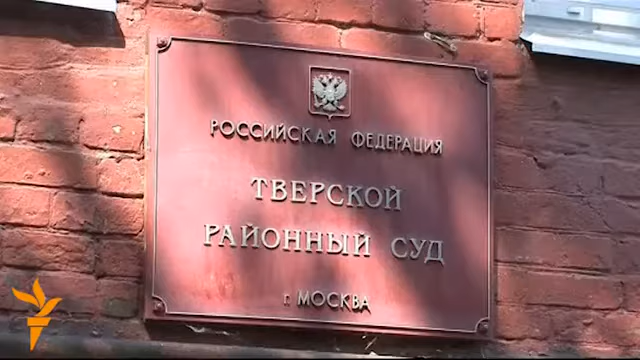 РОССИЙСКАЯ ФЕДЕРАЦИЯ
ТВЕРСКОЙ
РАЙОННЫЙ СУД
г. МОСКВА